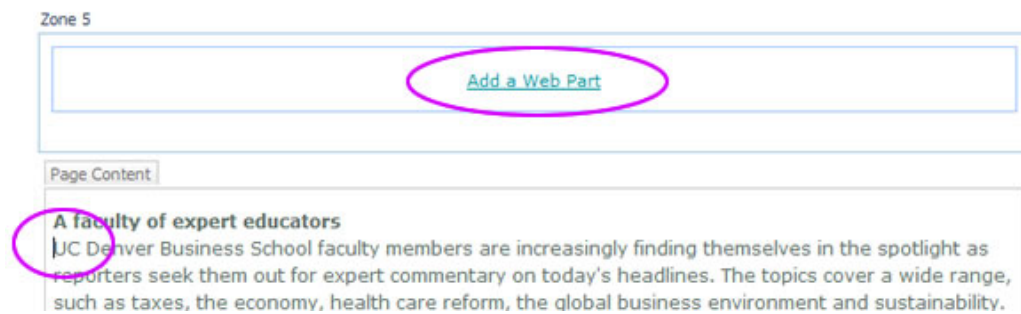 Zone 5
Add a Web Part
Page Content
A faculty of expert educators
UC Denver Business School faculty members are increasingly finding themselves in the spotlight as
reporters seek them out for expert commentary on today's headlines. The topics cover a wide range,
such as taxes, the economy, health care reform, the global business environment and sustainability.